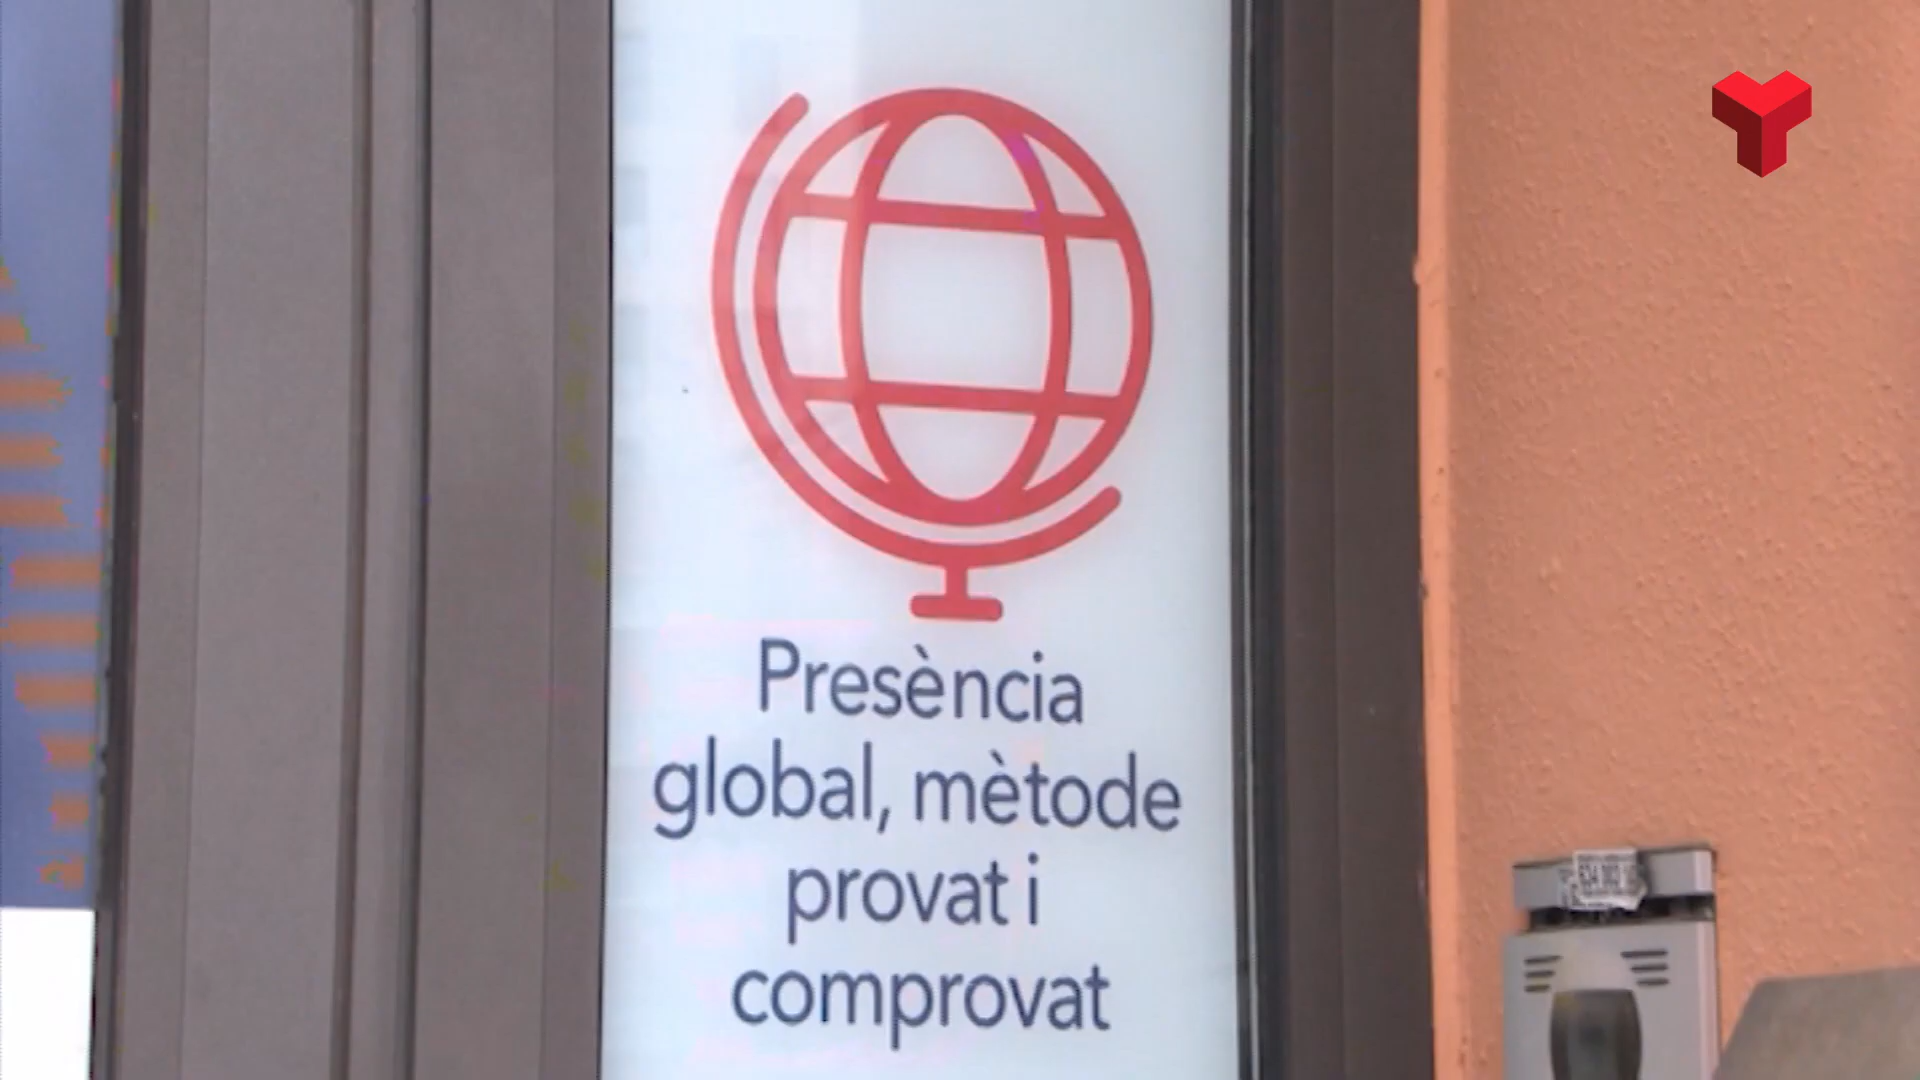 Presència
global, mètode
provat i
comprovat